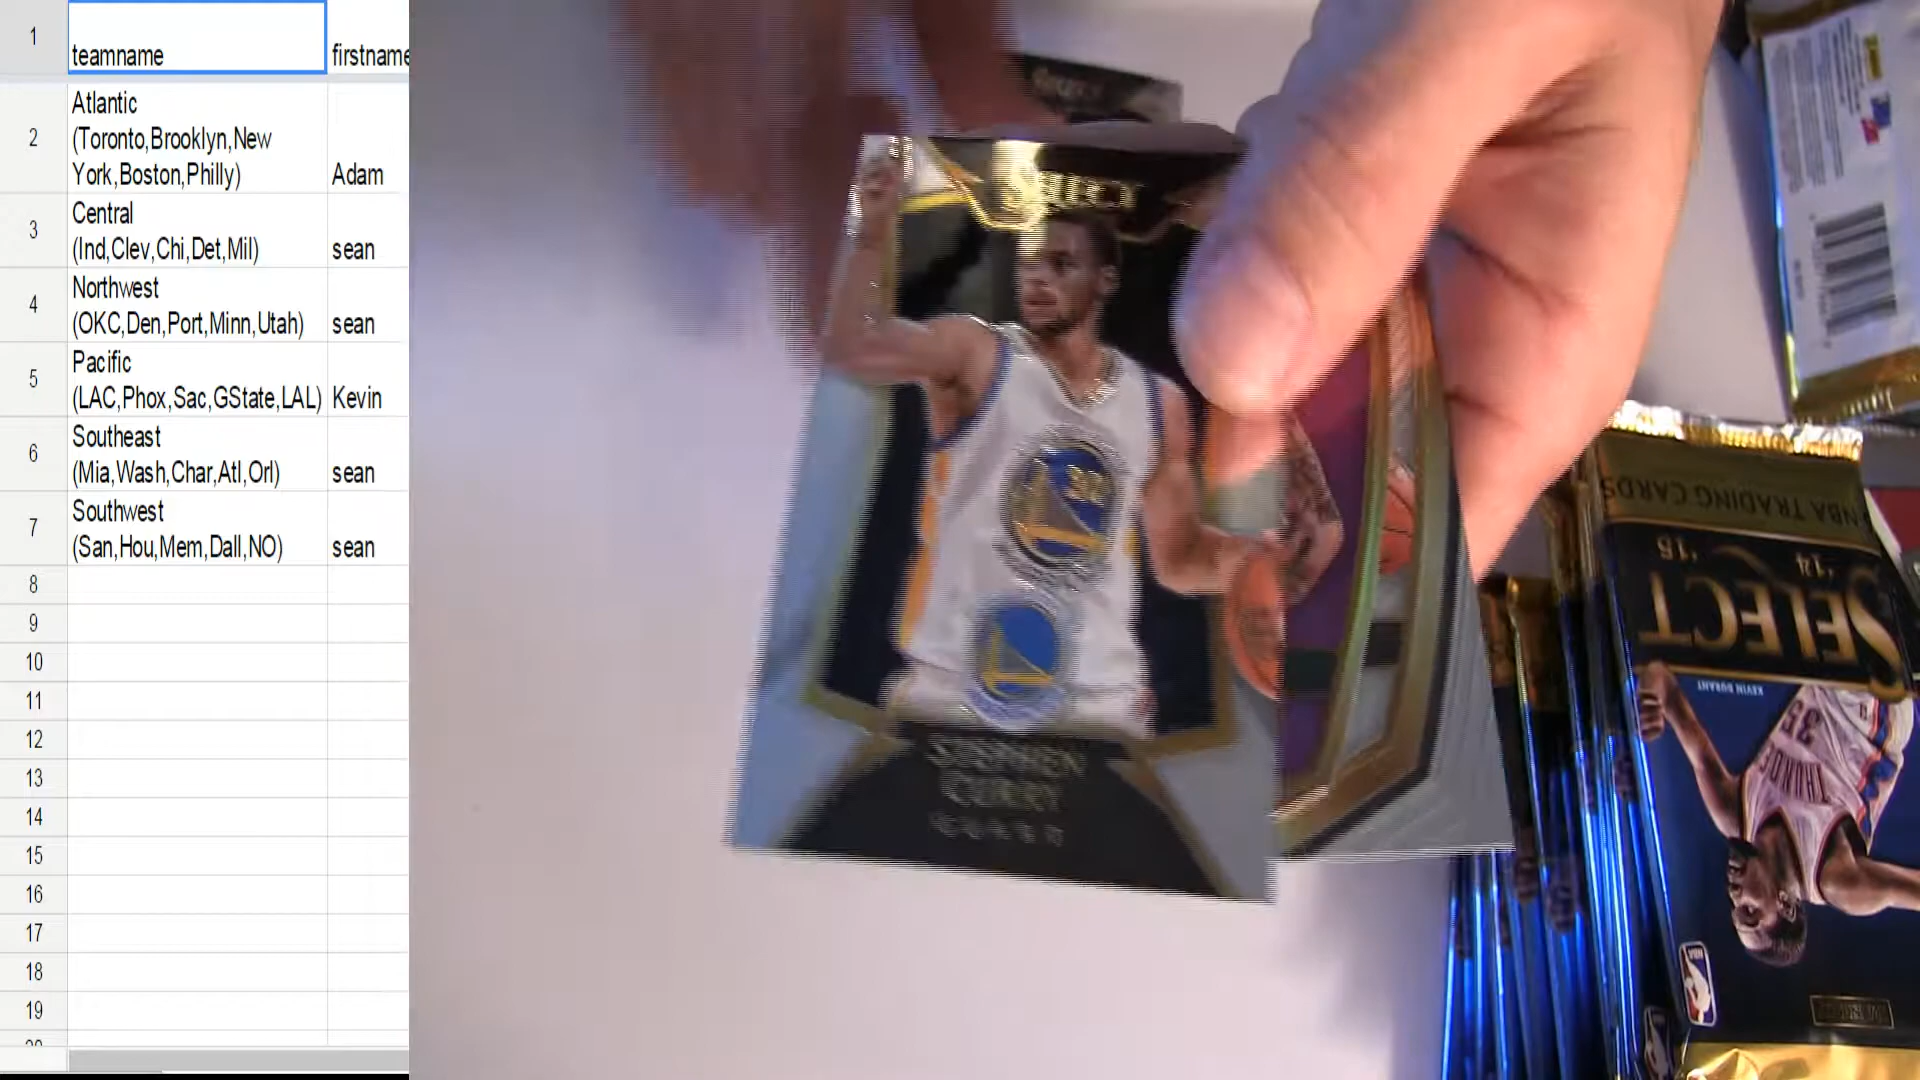 1
teamname
firstname
2
Atlantic
(Toronto,Brooklyn,New
York,Boston,Philly)
Adam
3
Central
(Ind,Clev,Chi,Det,Mil)
sean
4
Northwest
(OKC,Den,Port,Minn,Utah)
sean
5
Pacific
(LAC,Phox,Sac,GState,LAL)
Kevin
6
Southeast
(Mia,Wash,Char,Atl,Orl)
sean
7
Southwest
(San,Hou,Mem,Dall,NO)
sean
8
9
10
11
12
13
14
15
16
17
18
19
SELECT
STEPHEN
CURRY
GUARD
NBA TRADING CARDS
'14 '15
SELECT
KEVIN DURANT
35
NBA